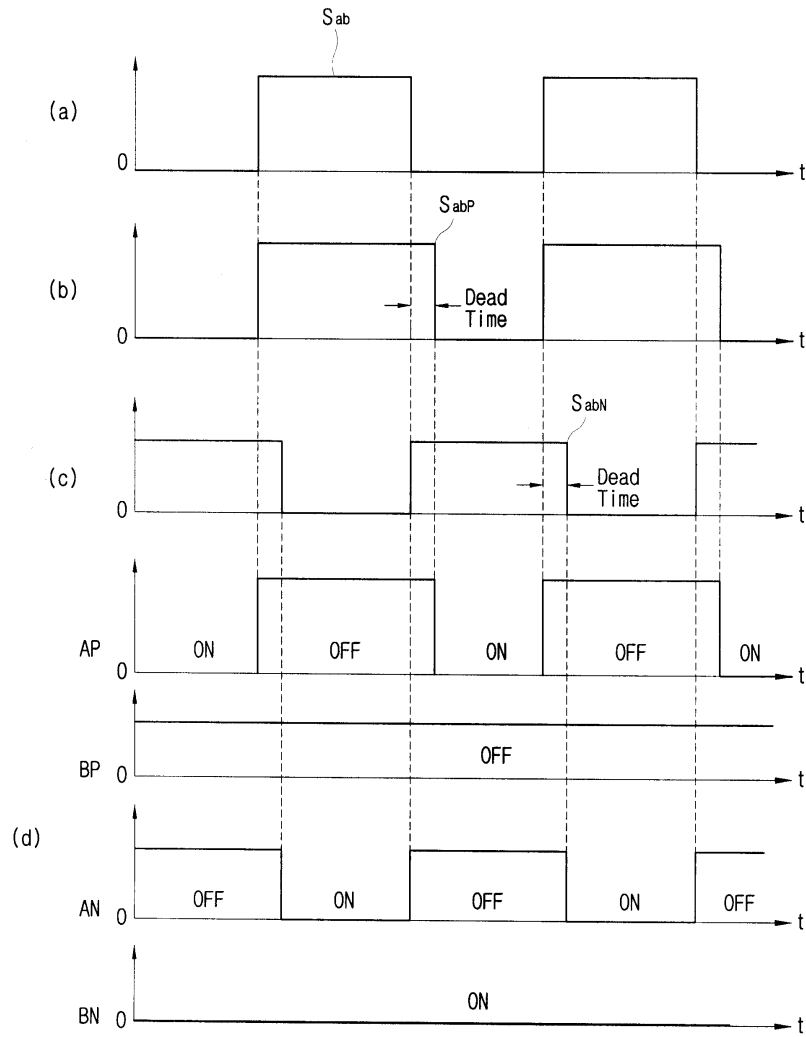 Sab
(a)
0
t
SabP
(b)
Dead
Time
0
t
SabN
(c)
Dead
Time
0
t
AP
ON
OFF
ON
OFF
ON
0
t
BP
OFF
0
t
(d)
AN
OFF
ON
OFF
ON
OFF
0
t
BN
ON
0
t